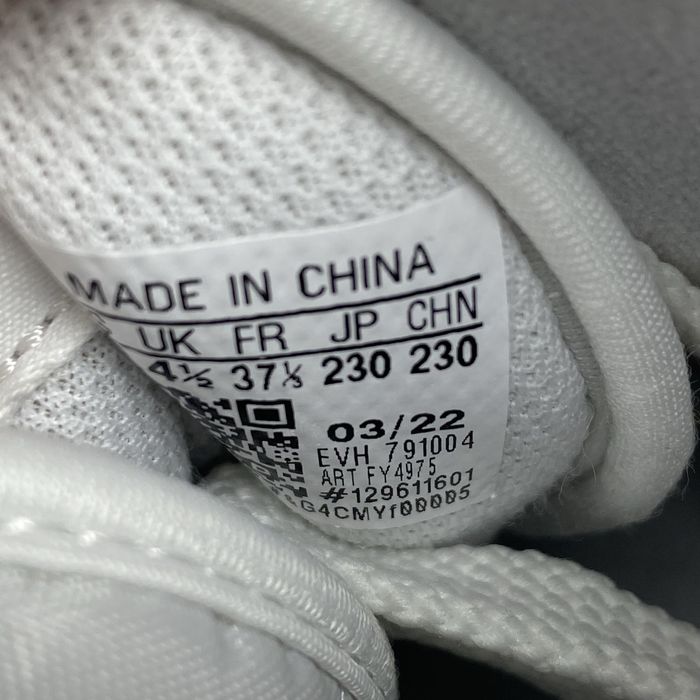 MADE IN CHINA
UK FR JP CHN
4½ 37⅓ 230 230
03/22
EVH 791004
ART FY4975
#129611601
G4CMYf00005